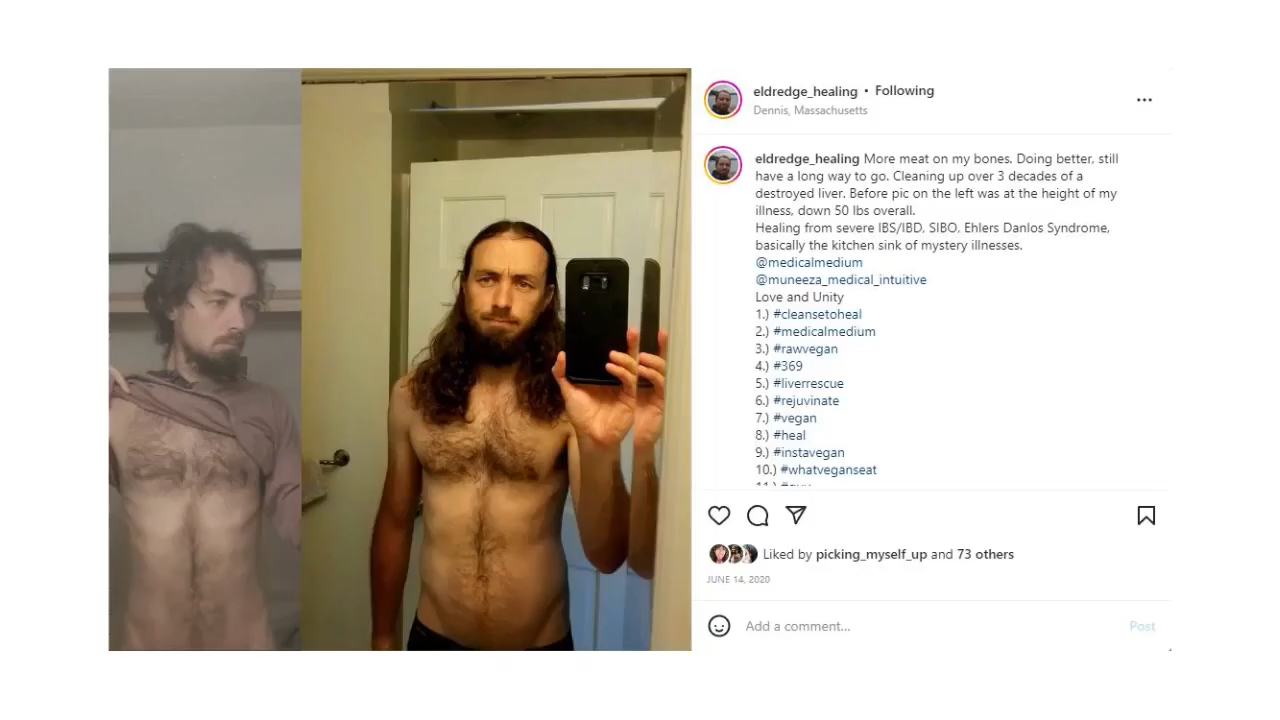 eldredge_healing • Following
Dennis, Massachusetts
eldredge_healing More meat on my bones. Doing better, still
have a long way to go. Cleaning up over 3 decades of a
destroyed liver. Before pic on the left was at the height of my
illness, down 50 lbs overall.
Healing from severe IBS/IBD, SIBO, Ehlers Danlos Syndrome,
basically the kitchen sink of mystery illnesses.
@medicalmedium
@muneeza_medical_intuitive
Love and Unity
1.) #cleansetoheal
2.) #medicalmedium
3.) #rawvegan
4.) #369
5.) #liverrescue
6.) #rejuvinate
7.) #vegan
8.) #heal
9.) #instavegan
10.) #whatveganseat
Liked by picking_myself_up and 73 others
JUNE 14, 2020
Add a comment...
Post